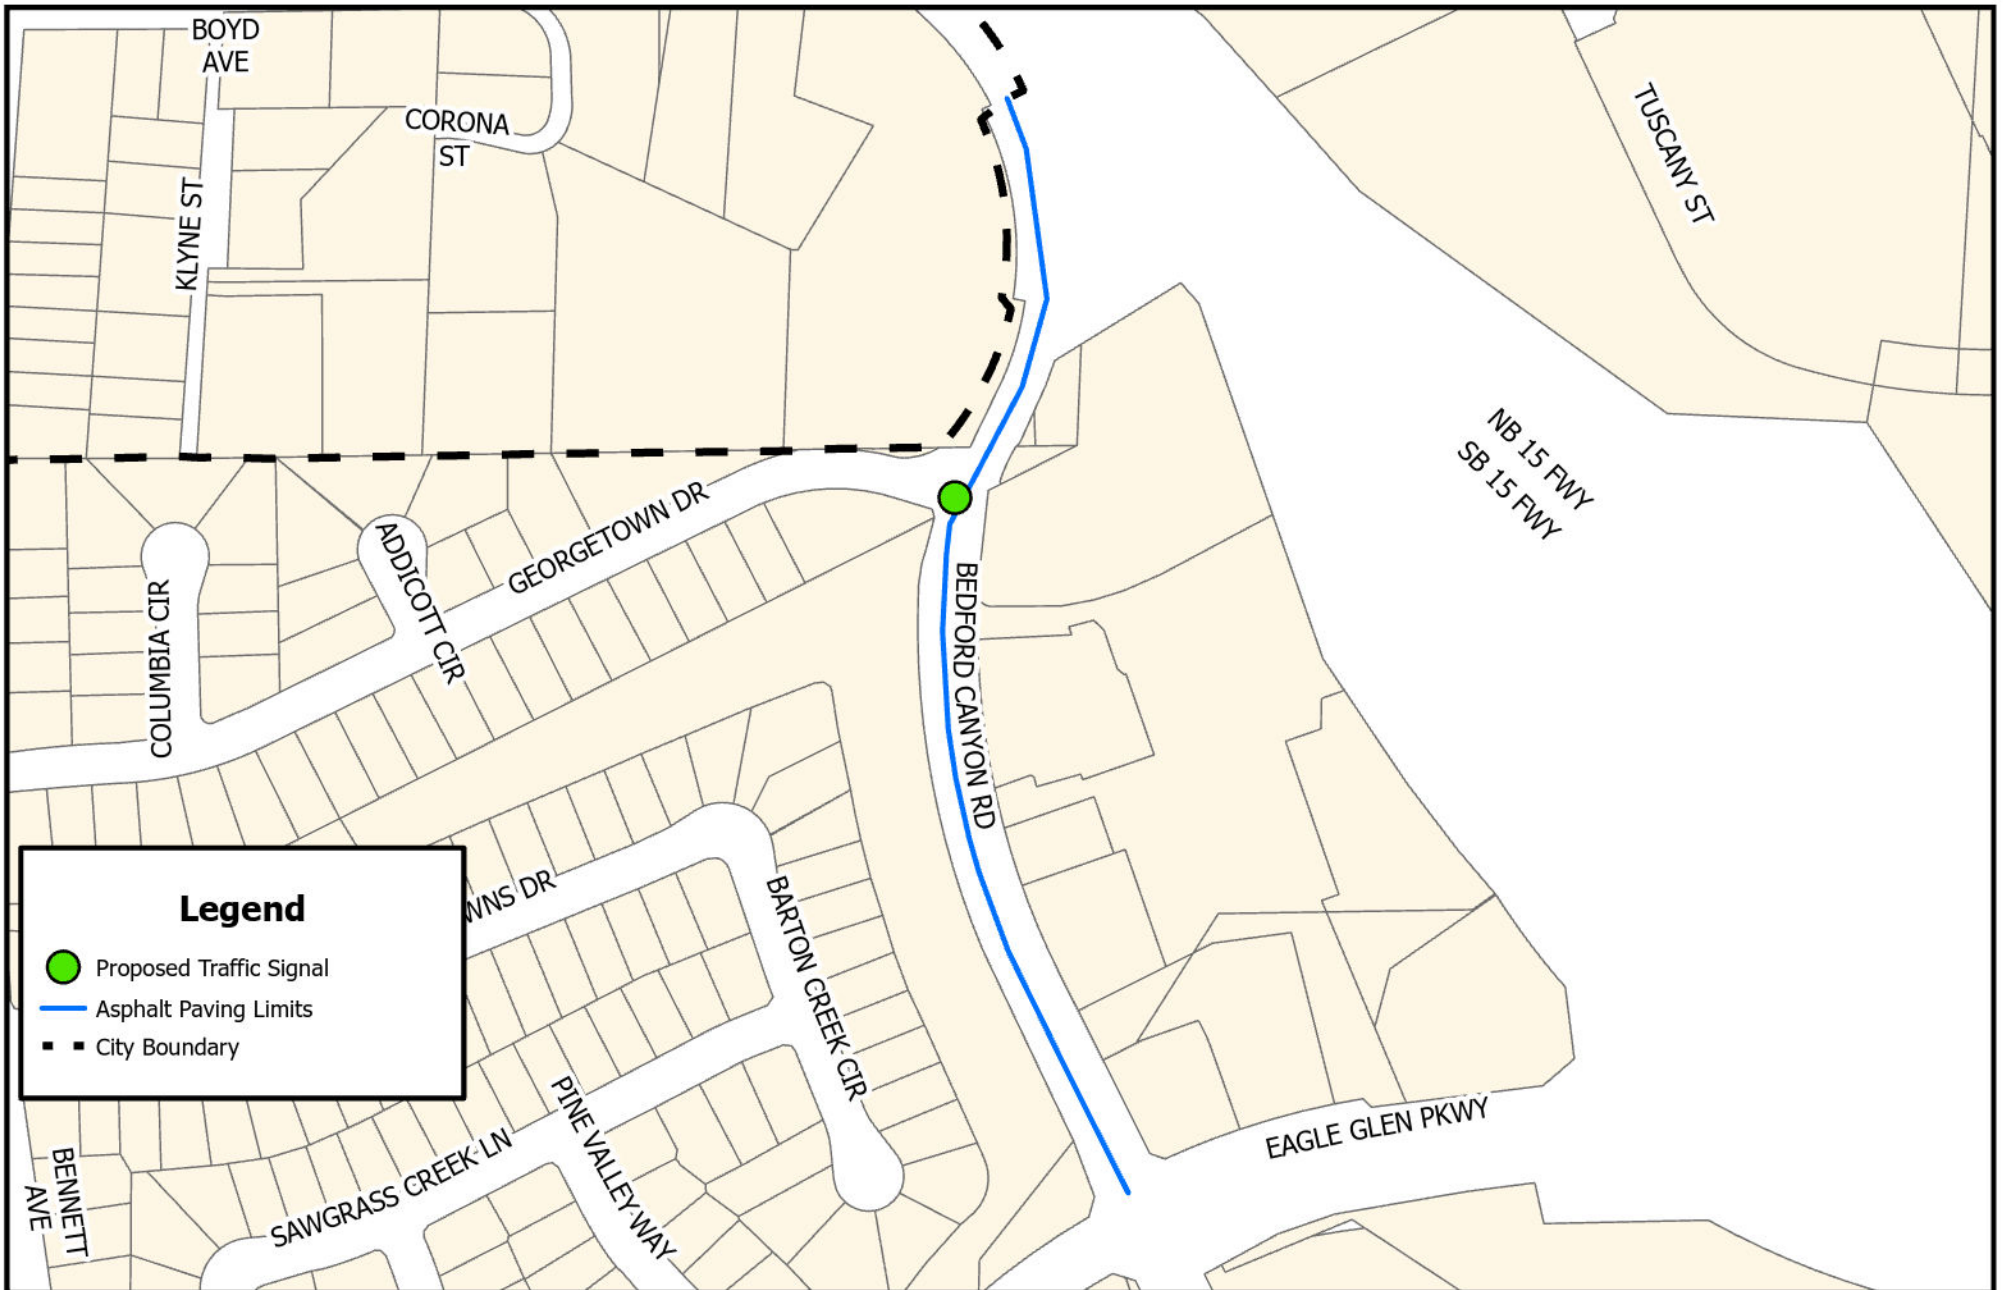 BOYD
AVE
CORONA
ST
KLYNE ST
TUSCANY ST
NB 15 FWY
SB 15 FWY
GEORGETOWN DR
ADDICOTT CIR
COLUMBIA CIR
BEDFORD CANYON RD
WNS DR
BARTON CREEK CIR
Legend
Proposed Traffic Signal
Asphalt Paving Limits
City Boundary
PINE VALLEY WAY
EAGLE GLEN PKWY
SAWGRASS CREEK LN
BENNETT
AVE